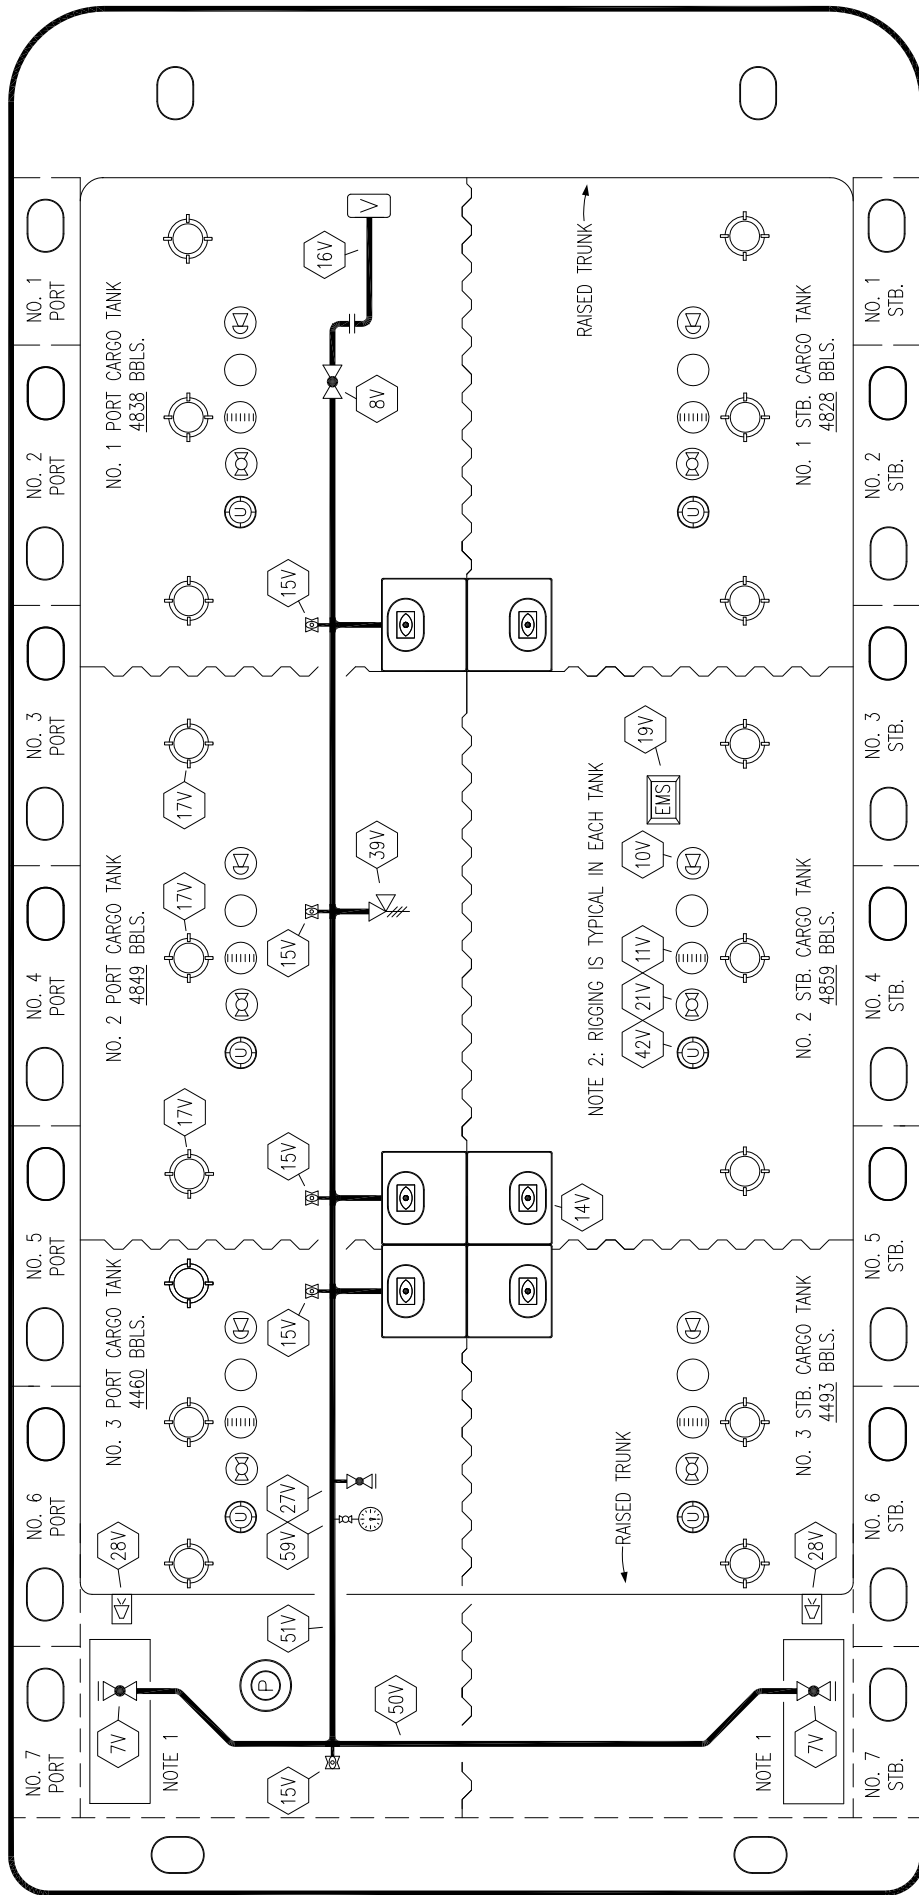 NO. 7
PORT
NO. 6
PORT
NO. 5
PORT
NO. 4
PORT
NO. 3
PORT
NO. 2
PORT
NO. 1
PORT
7V
NOTE 1
28V
NO. 3 PORT CARGO TANK
4460 BBLS.
NO. 2 PORT CARGO TANK
4849 BBLS.
NO. 1 PORT CARGO TANK
4838 BBLS.
17V
17V
17V
P
U
U
U
15V
51V
59V
27V
15V
15V
15V
15V
16V
V
50V
39V
8V
14V
RAISED TRUNK
NOTE 2: RIGGING IS TYPICAL IN EACH TANK
RAISED TRUNK
42V
21V
11V
10V
19V
EMS
U
U
U
NOTE 1
7V
28V
NO. 3 STB. CARGO TANK
4493 BBLS.
NO. 2 STB. CARGO TANK
4859 BBLS.
NO. 1 STB. CARGO TANK
4828 BBLS.
NO. 7
STB.
NO. 6
STB.
NO. 5
STB.
NO. 4
STB.
NO. 3
STB.
NO. 2
STB.
NO. 1
STB.